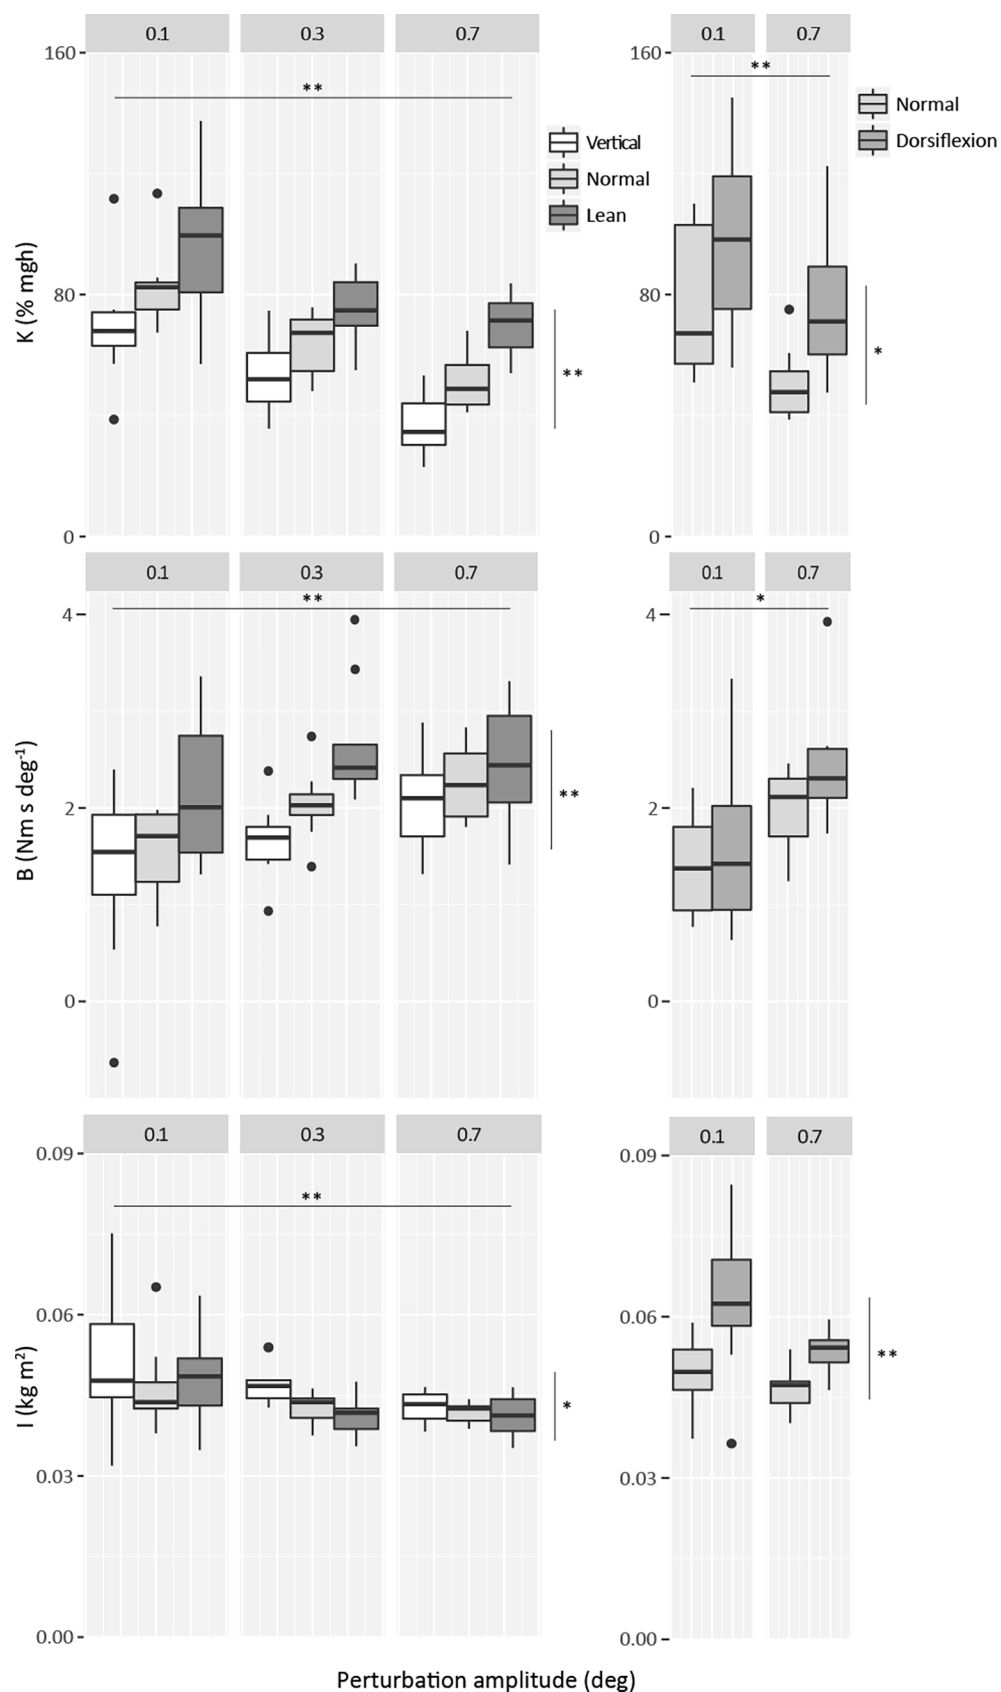 0.1 0.3 0.7 0.1 0.7
160 160
** **
Normal
Vertical Dorsiflexion
Normal
Lean
K (% mgh)
80 80
** *
0 0
0.1 0.3 0.7 0.1 0.7
** *
4 4
B (Nm s deg⁻¹)
2 2
** 
0 0
0.1 0.3 0.7 0.1 0.7
0.09 0.09
**
0.06 0.06
I (kg m²)
* **
0.03 0.03
0.00 0.00
Perturbation amplitude (deg)